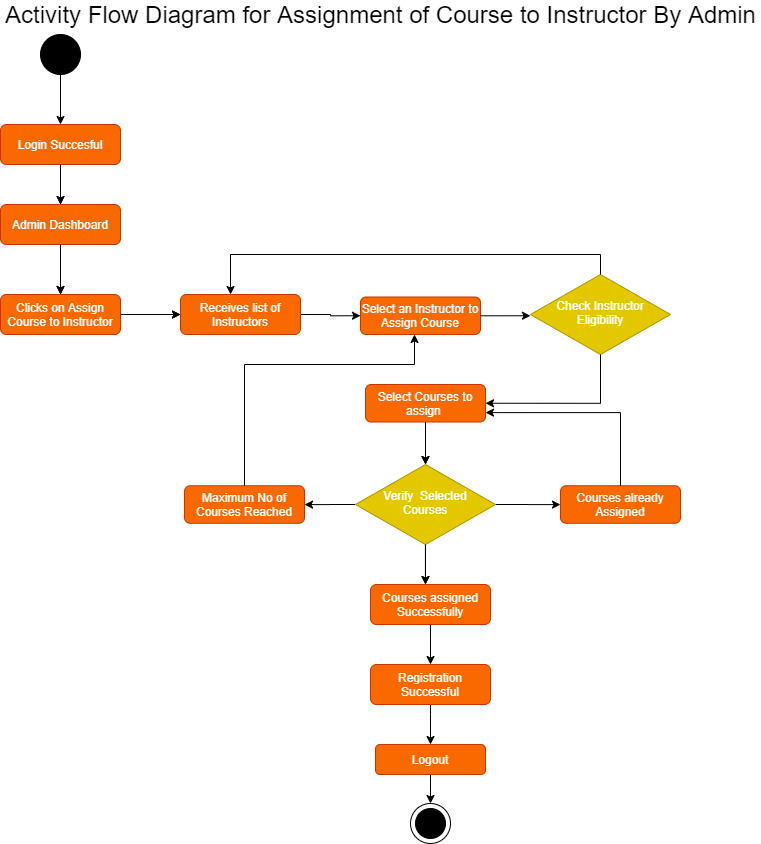 Activity Flow Diagram for Assignment of Course to Instructor By Admin
Login Succesful
Admin Dashboard
Clicks on Assign
Course to Instructor
Receives list of
Instructors
Select an Instructor to
Assign Course
Check Instructor
Eligibility
Select Courses to
assign
Maximum No of
Courses Reached
Verify  Selected
Courses
Courses already
Assigned
Courses assigned
Successfully
Registration
Successful
Logout